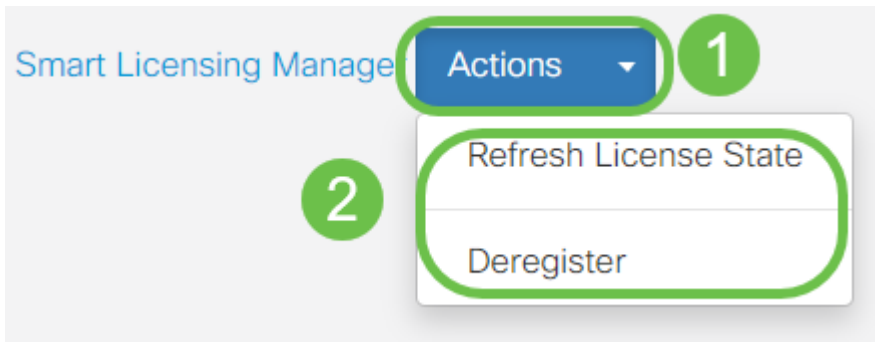 Smart Licensing Manage Actions 1
Refresh License State
2
Deregister